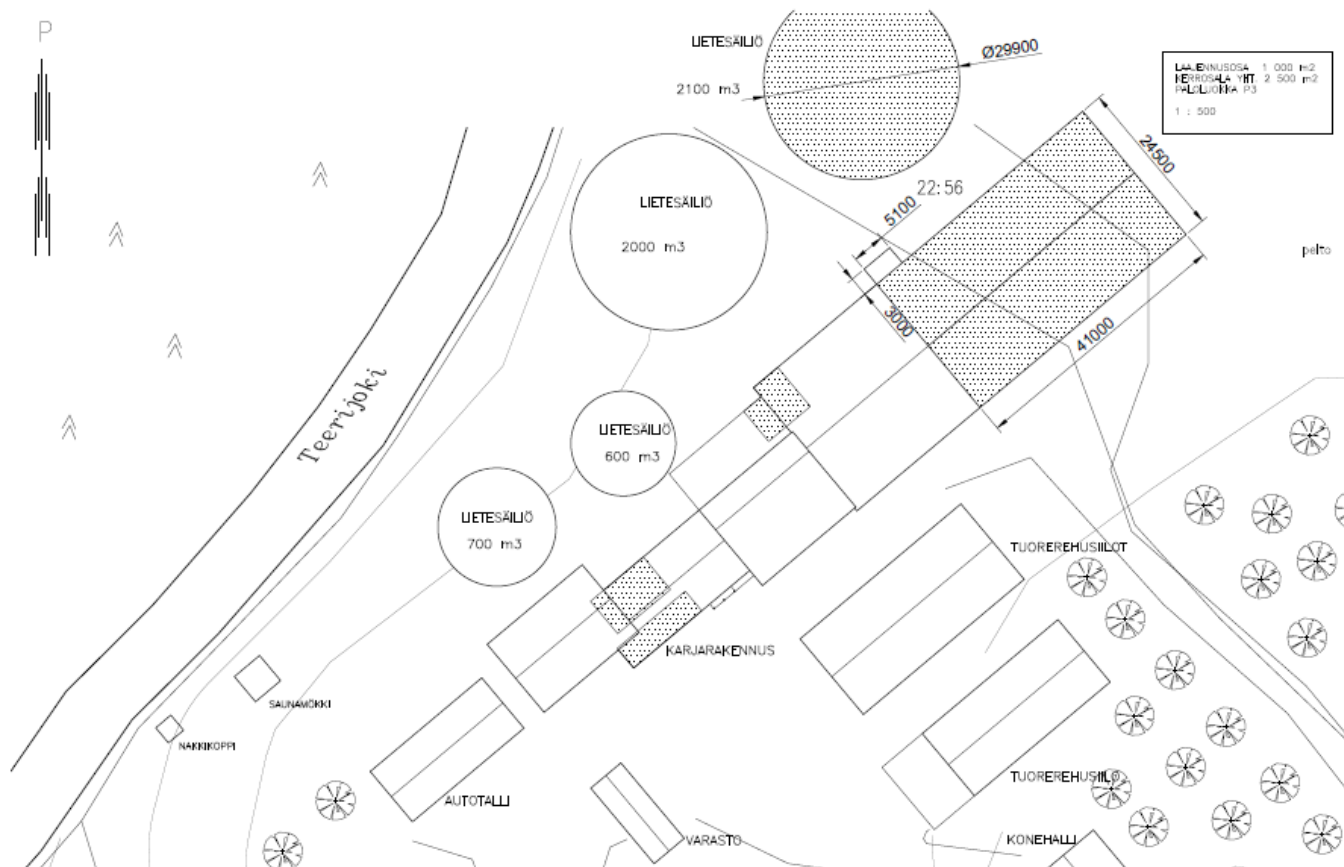 P
LIETESÄILIÖ
2100 m3
Ø29900
LAAJENNUSOSA 1 000 m2
KERROSALA YHT. 2 500 m2
PALOLUOKKA P3
1 : 500
24500
22:56
5100
LIETESÄILIÖ
2000 m3
pelto
3000
41000
Teerijoki
LIETESÄILIÖ
600 m3
LIETESÄILIÖ
700 m3
TUOREREHUSIILOT
KARJARAKENNUS
SAUNAMÖKKI
NAKKIKOPPI
TUOREREHUSIILO
AUTOTALLI
VARASTO
KONEHALLI